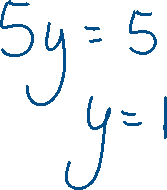 5y = 5
y = 1